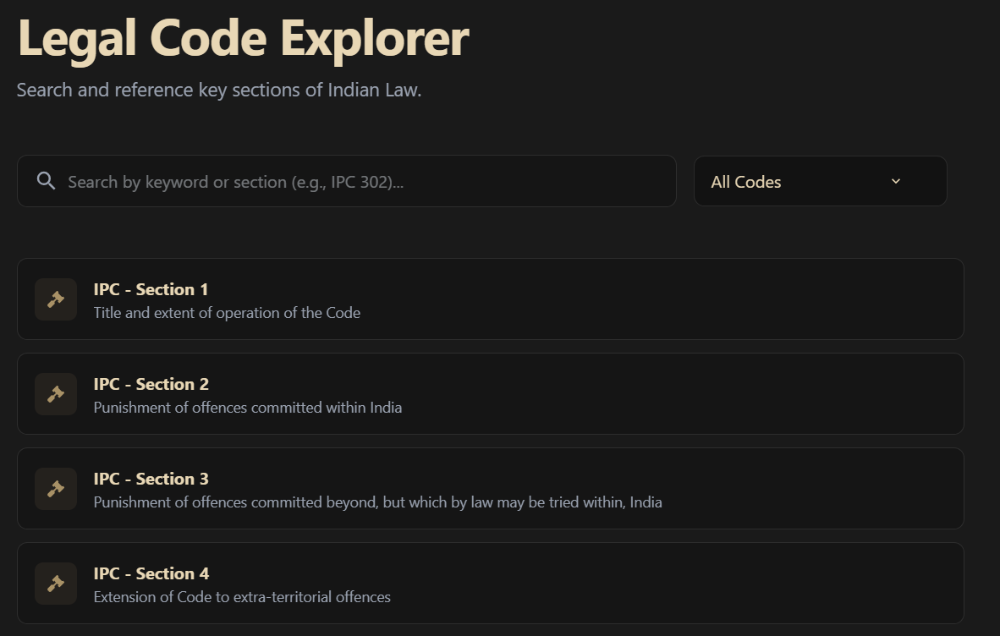 Legal Code Explorer
Search and reference key sections of Indian Law.
Search by keyword or section (e.g., IPC 302)...
All Codes
IPC - Section 1
Title and extent of operation of the Code
IPC - Section 2
Punishment of offences committed within India
IPC - Section 3
Punishment of offences committed beyond, but which by law may be tried within, India
IPC - Section 4
Extension of Code to extra-territorial offences